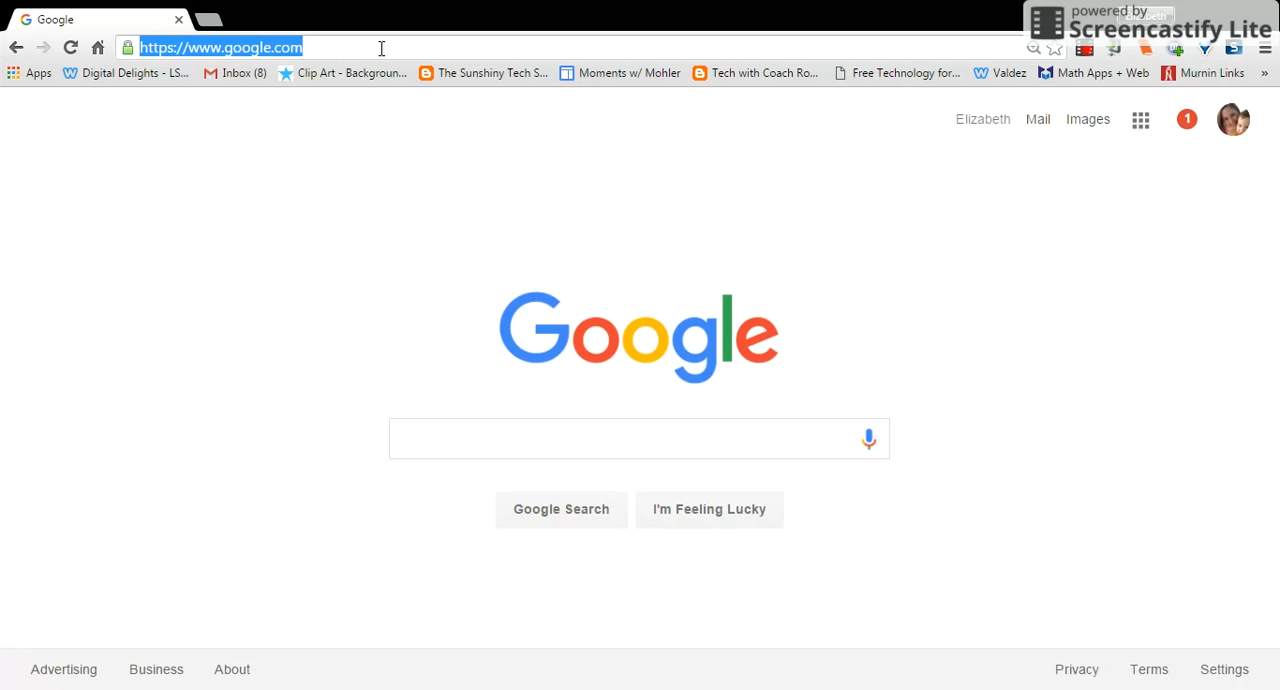 Google
powered by
Screencastify Lite
https://www.google.com
Apps
Digital Delights - LS...
Inbox (8)
Clip Art - Backgroun...
The Sunshiny Tech S...
Moments w/ Mohler
Tech with Coach Ro...
Free Technology for...
Valdez
Math Apps + Web
Murnin Links
»
Elizabeth
Mail
Images
1
Google
Google Search
I'm Feeling Lucky
Advertising
Business
About
Privacy
Terms
Settings